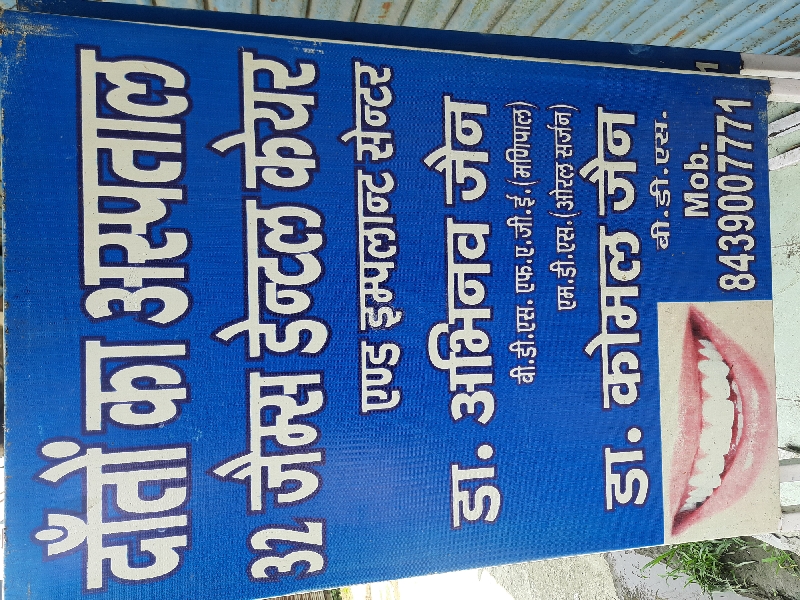 दाँतों का अस्पताल
32 जैम्स डेन्टल केयर
एण्ड इम्पलान्ट सेन्टर
डा. अभिनव जैन
बी.डी.एस. एफ.ए.जी.ई.(मणिपाल)
एम.डी.एस.(ओरल सर्जन)
डा. कोमल जैन
बी.डी.एस.
Mob.
8439007771